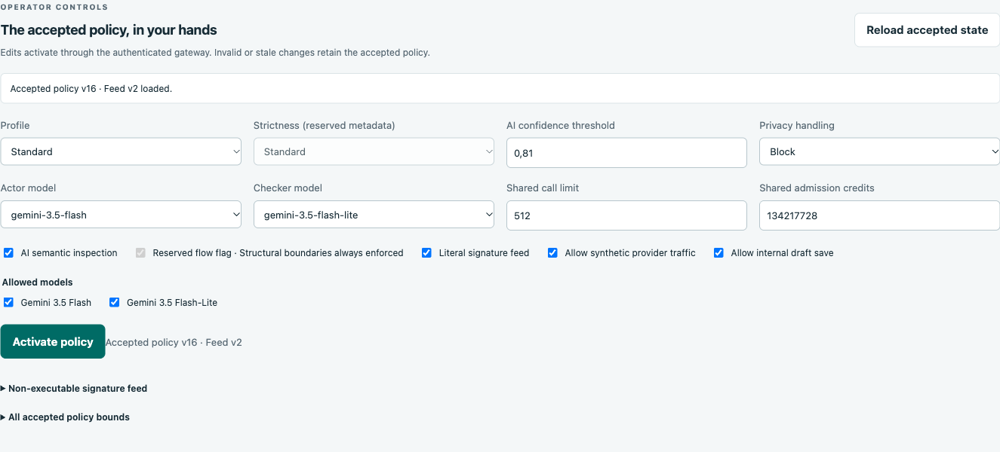 OPERATOR CONTROLS
The accepted policy, in your hands
Reload accepted state
Edits activate through the authenticated gateway. Invalid or stale changes retain the accepted policy.
Accepted policy v16 · Feed v2 loaded.
Profile
Strictness (reserved metadata)
AI confidence threshold
Privacy handling
Standard
Standard
0,81
Block
Actor model
Checker model
Shared call limit
Shared admission credits
gemini-3.5-flash
gemini-3.5-flash-lite
512
134217728
AI semantic inspection
Reserved flow flag · Structural boundaries always enforced
Literal signature feed
Allow synthetic provider traffic
Allow internal draft save
Allowed models
Gemini 3.5 Flash
Gemini 3.5 Flash-Lite
Activate policy
Accepted policy v16 · Feed v2
Non-executable signature feed
All accepted policy bounds